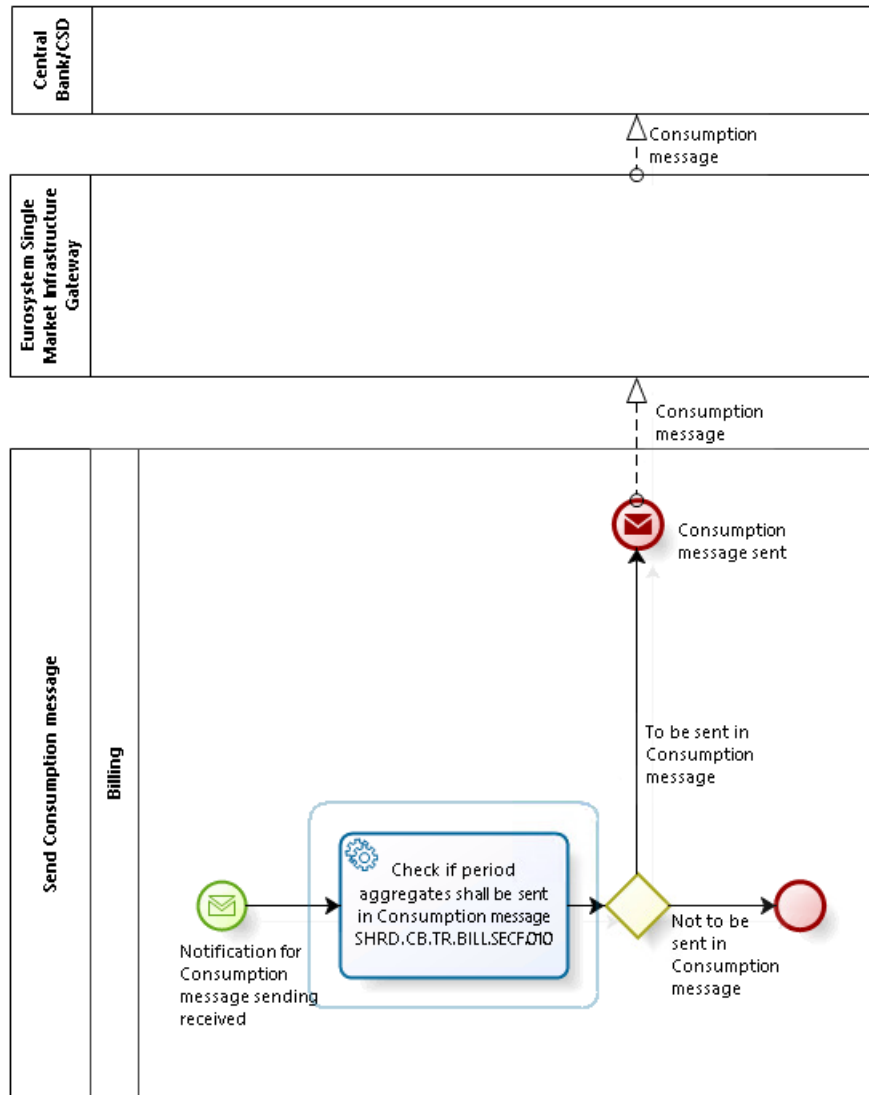 Central
Bank/CSD
Consumption
message
Eurosystem Single
Market Infrastructure
Gateway
Consumption
message
Send Consumption message
Billing
Consumption
message sent
To be sent in
Consumption
message
Check if period
aggregates shall be sent
in Consumption message
SHRD.CB.TR.BILL.SECF.010
Not to be
sent in
Consumption
message
Notification for
Consumption
message sending
received